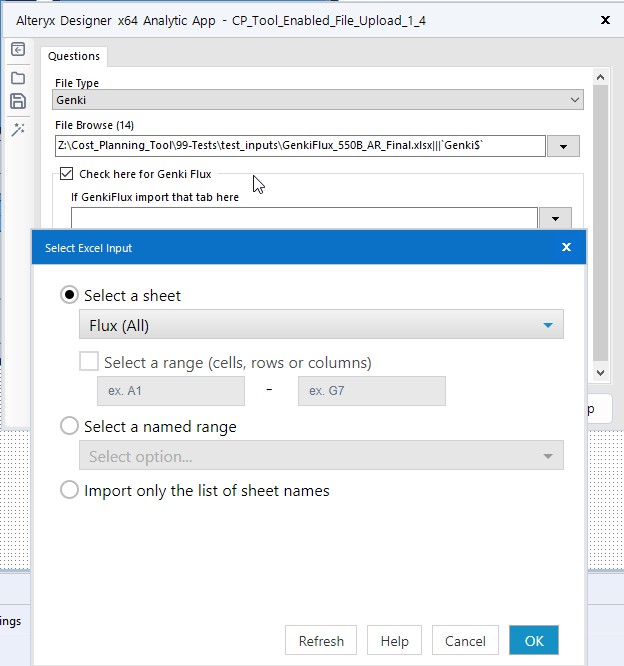 Alteryx Designer x64 Analytic App - CP_Tool_Enabled_File_Upload_1_4
x
Questions
File Type
Genki
File Browse (14)
Z:\Cost_Planning_Tool\99-Tests\test_inputs\GenkiFlux_550B_AR_Final.xlsx|||`Genki$`
Check here for Genki Flux
If GenkiFlux import that tab here
Select Excel Input
x
Select a sheet
Flux (All)
Select a range (cells, rows or columns)
ex. A1 - ex. G7
Select a named range
Select option...
Import only the list of sheet names
p
ings
Refresh Help Cancel OK